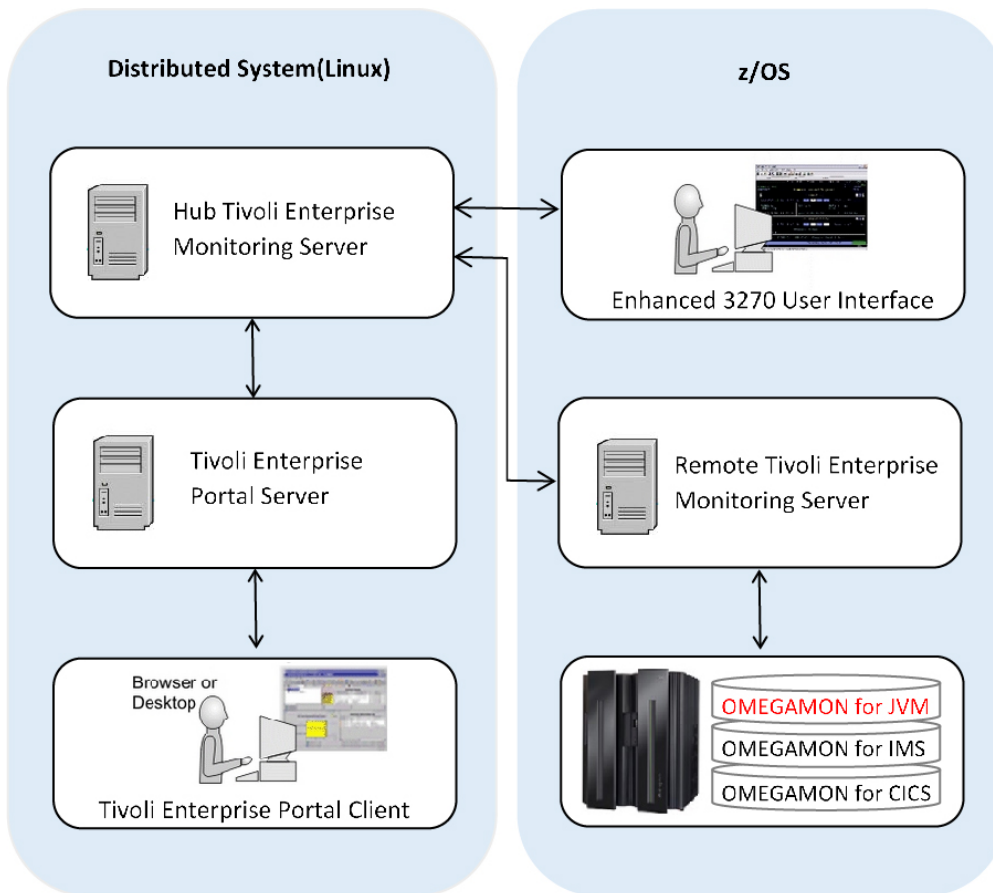 Distributed System(Linux)
Hub Tivoli Enterprise
Monitoring Server
Tivoli Enterprise
Portal Server
Browser or
Desktop
Tivoli Enterprise Portal Client
z/OS
Enhanced 3270 User Interface
Remote Tivoli Enterprise
Monitoring Server
OMEGAMON for JVM
OMEGAMON for IMS
OMEGAMON for CICS